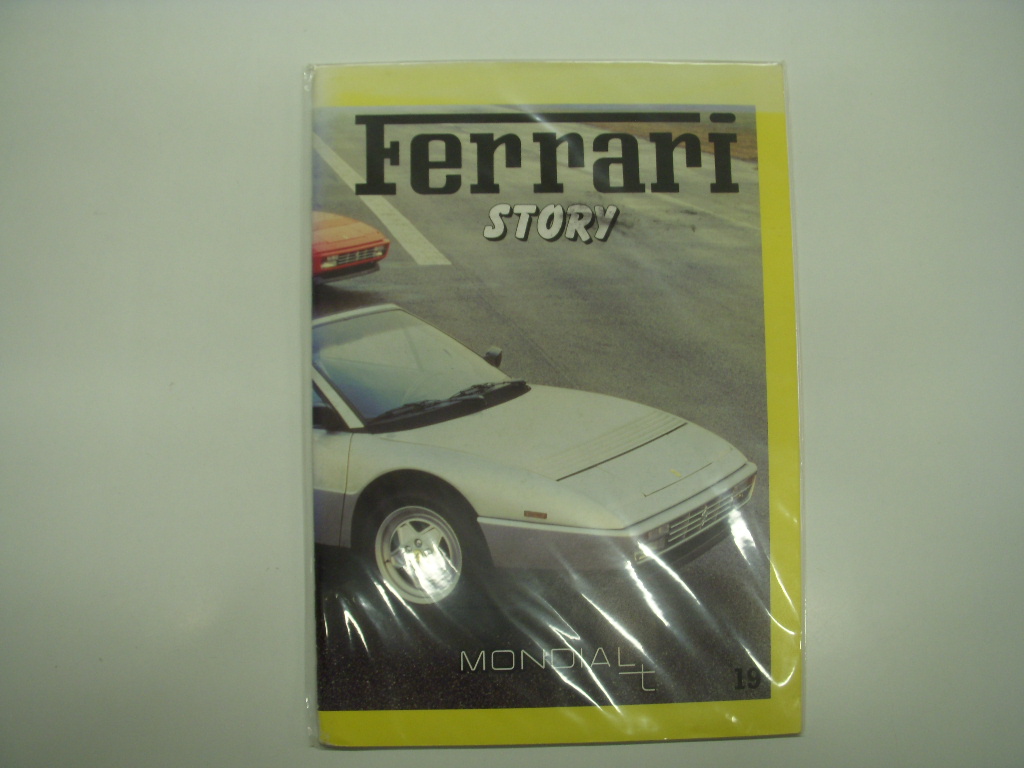 Ferrari
STORY
MONDIAL t
19